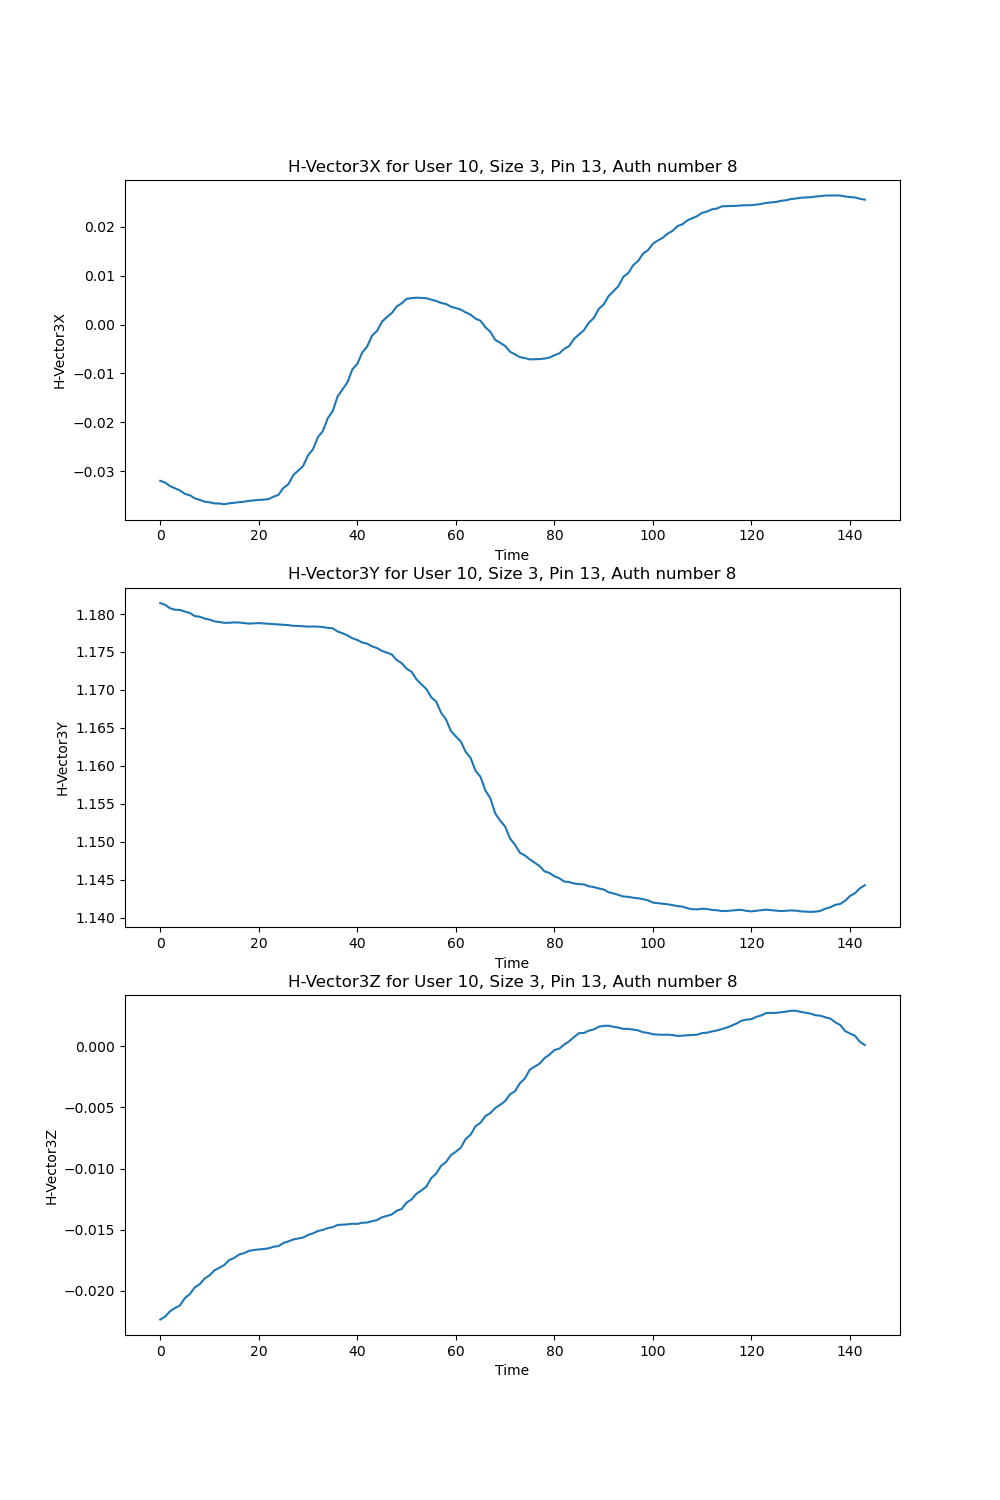 H-Vector3X for User 10, Size 3, Pin 13, Auth number 8
0.02
0.01
0.00
−0.01
−0.02
−0.03
H-Vector3X
0 20 40 60 80 100 120 140
Time
H-Vector3Y for User 10, Size 3, Pin 13, Auth number 8
1.180
1.175
1.170
1.165
1.160
1.155
1.150
1.145
1.140
H-Vector3Y
0 20 40 60 80 100 120 140
Time
H-Vector3Z for User 10, Size 3, Pin 13, Auth number 8
0.000
−0.005
−0.010
−0.015
−0.020
H-Vector3Z
0 20 40 60 80 100 120 140
Time